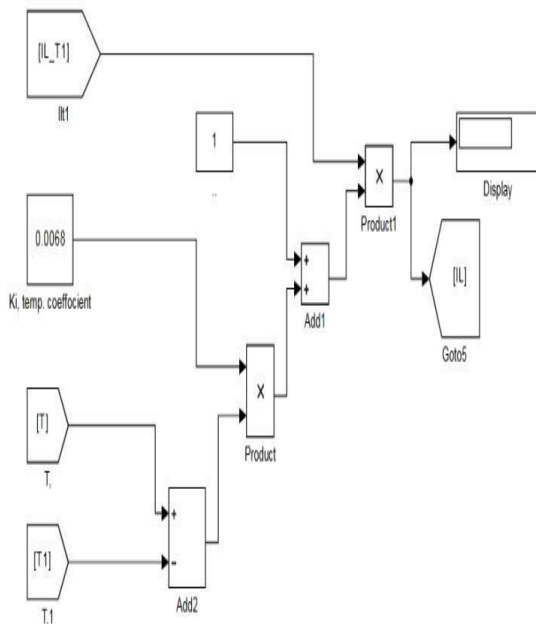 [IL_T1]
Ilt1
1
..
0.0068
Ki, temp. coeffocient
×
Product1
Display
+
+
Add1
[IL]
Goto5
×
Product
[T]
T,
+
-
Add2
[T1]
T,1